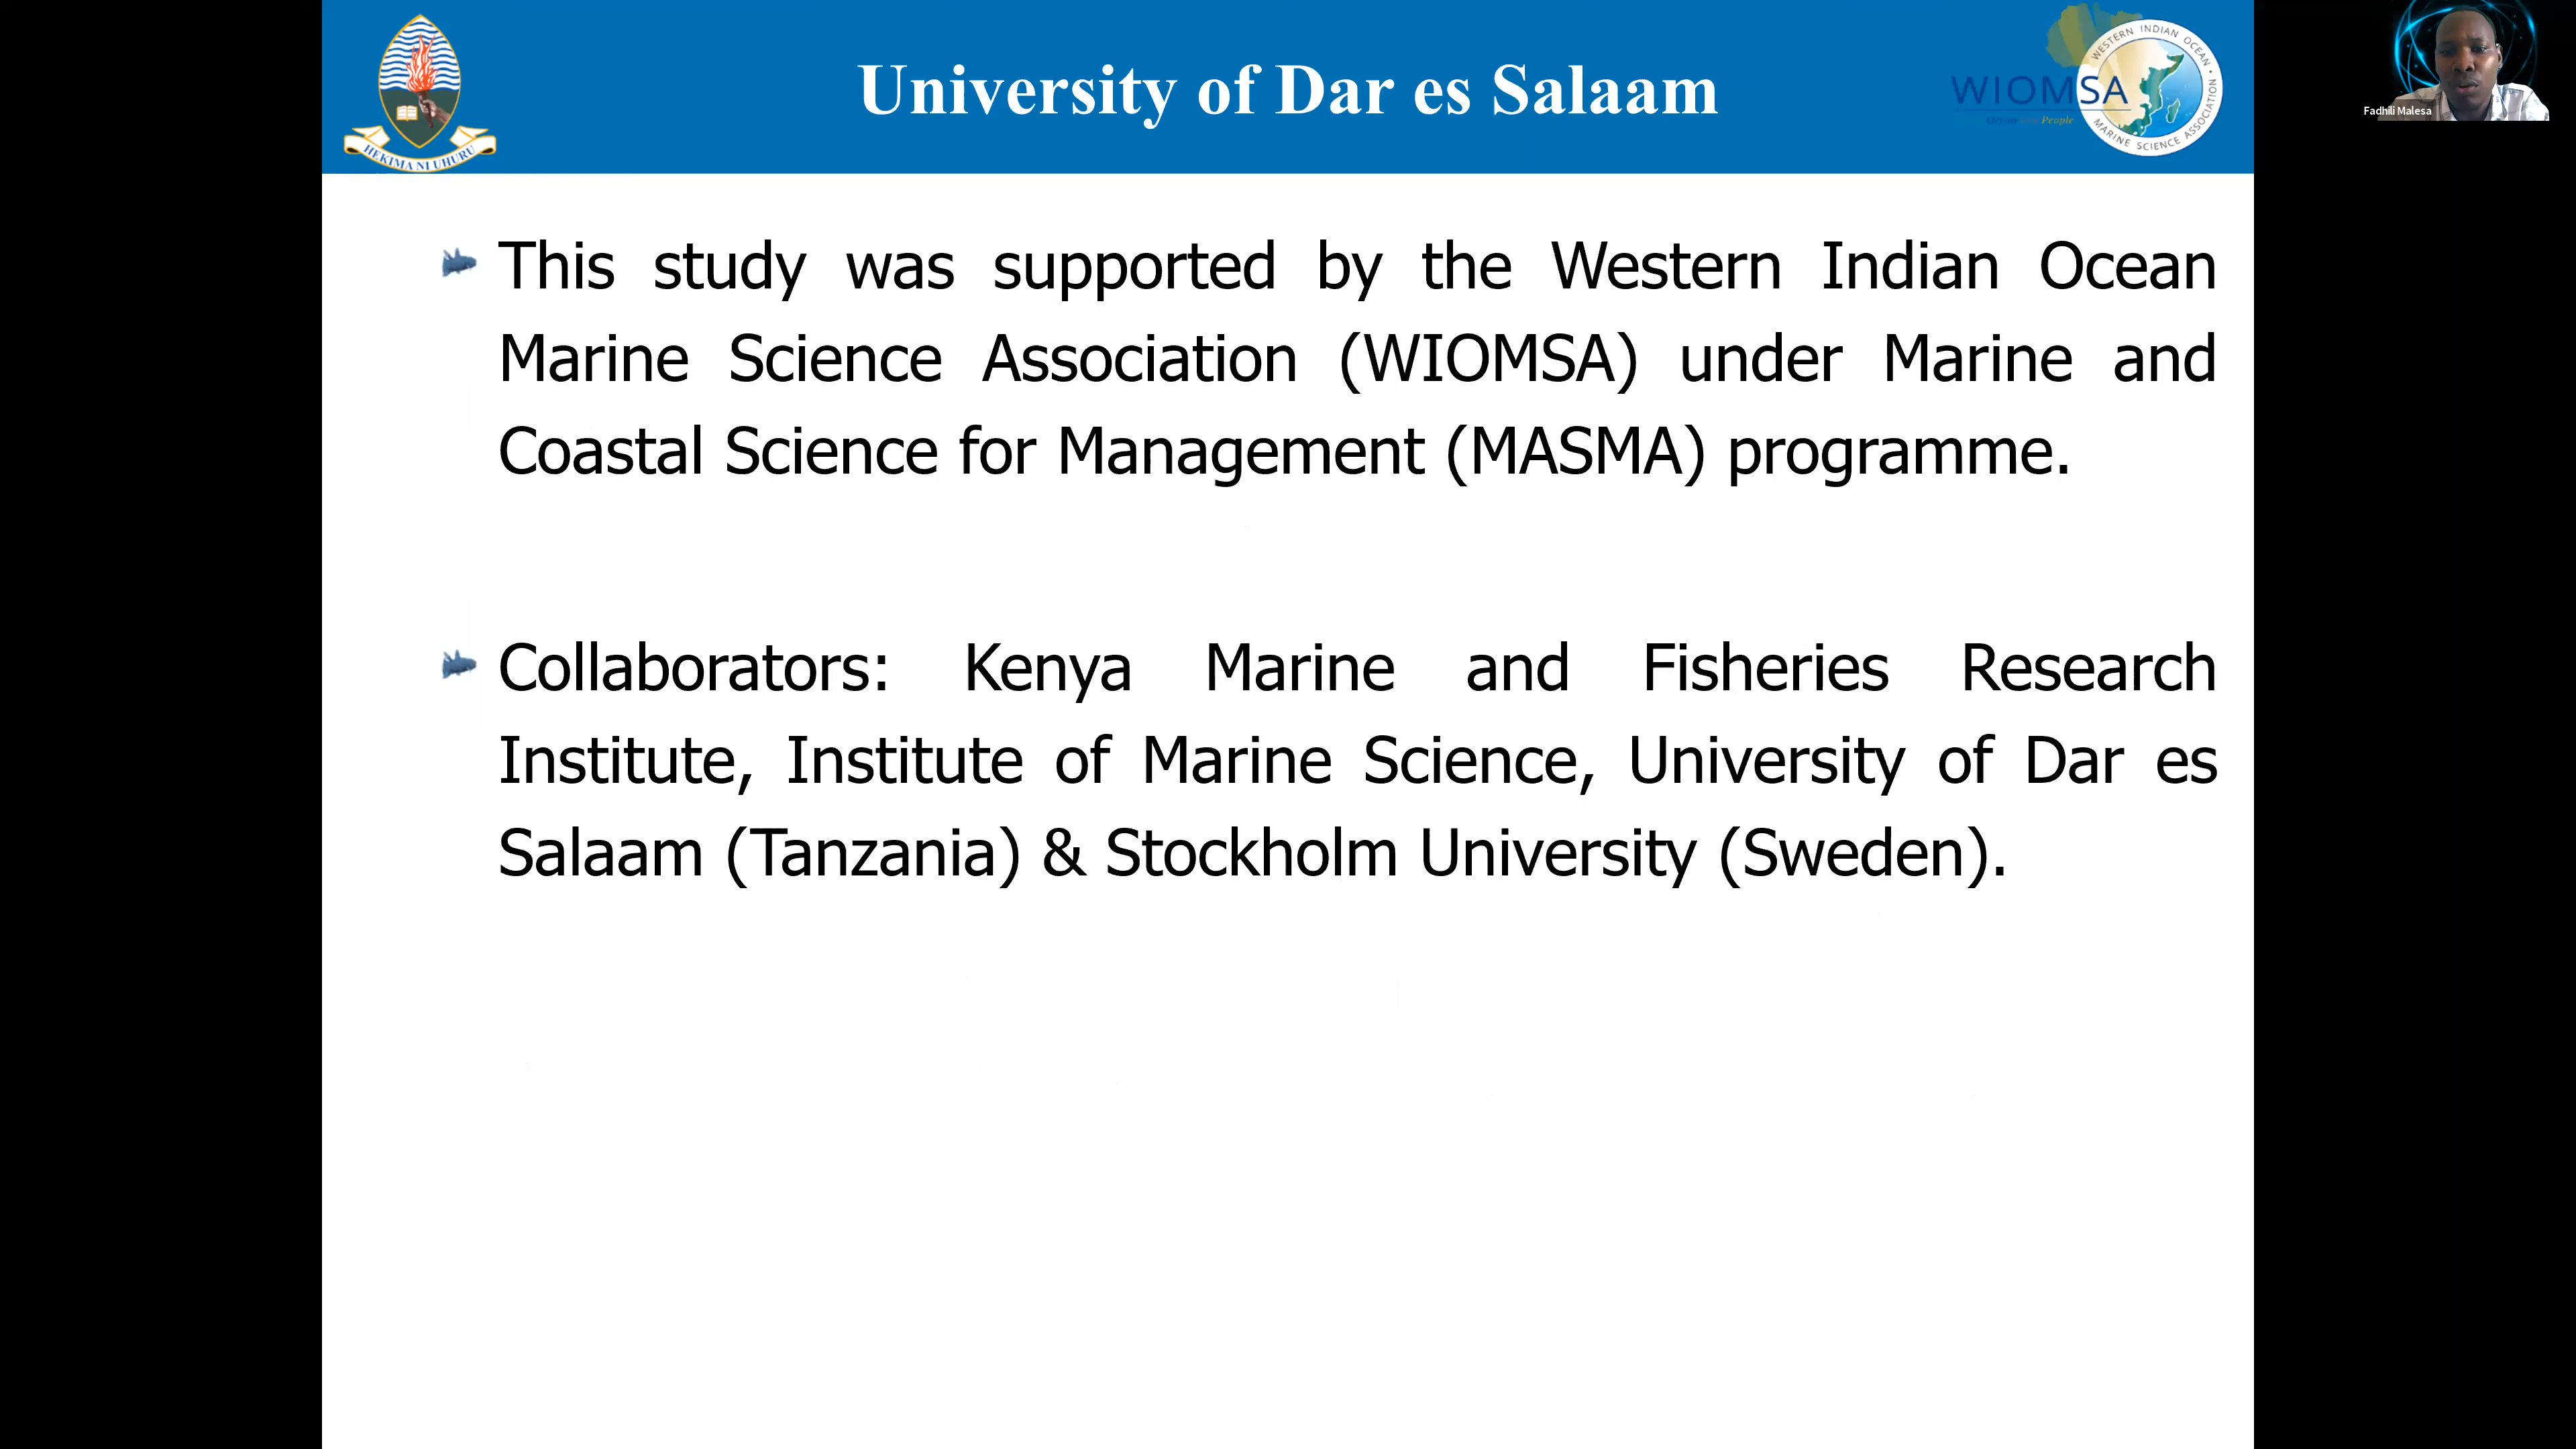 University of Dar es Salaam
HEKIMA NI UHURU
WIOMSA
People
WESTERN INDIAN OCEAN • MARINE SCIENCE ASSOCIATION
Fadhili Malesa
This study was supported by the Western Indian Ocean
Marine Science Association (WIOMSA) under Marine and
Coastal Science for Management (MASMA) programme.
Collaborators: Kenya Marine and Fisheries Research
Institute, Institute of Marine Science, University of Dar es
Salaam (Tanzania) & Stockholm University (Sweden).